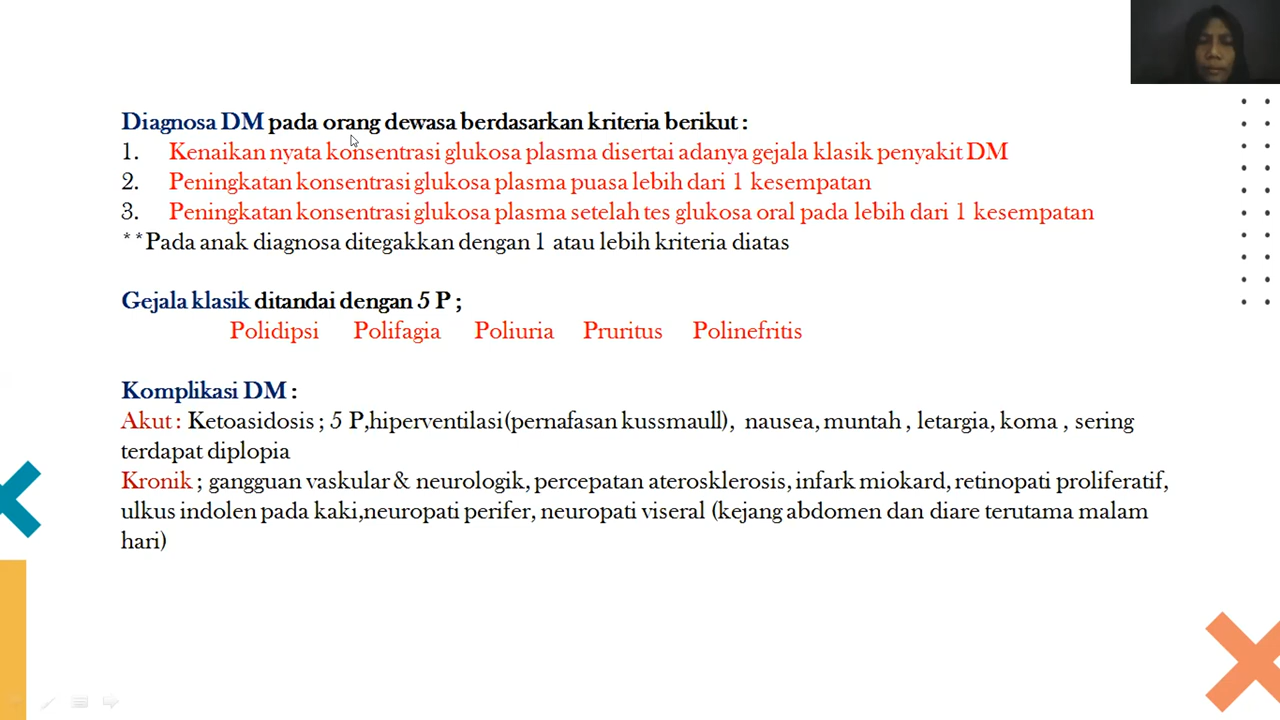 Diagnosa DM pada orang dewasa berdasarkan kriteria berikut :
1. Kenaikan nyata konsentrasi glukosa plasma disertai adanya gejala klasik penyakit DM
2. Peningkatan konsentrasi glukosa plasma puasa lebih dari 1 kesempatan
3. Peningkatan konsentrasi glukosa plasma setelah tes glukosa oral pada lebih dari 1 kesempatan
**Pada anak diagnosa ditegakkan dengan 1 atau lebih kriteria diatas
Gejala klasik ditandai dengan 5 P ;
Polidipsi Polifagia Poliuria Pruritus Polinefritis
Komplikasi DM :
Akut : Ketoasidosis ; 5 P,hiperventilasi(pernafasan kussmaull), nausea, muntah , letargia, koma , sering
terdapat diplopia
Kronik ; gangguan vaskular & neurologik, percepatan aterosklerosis, infark miokard, retinopati proliferatif,
ulkus indolen pada kaki,neuropati perifer, neuropati viseral (kejang abdomen dan diare terutama malam
hari)